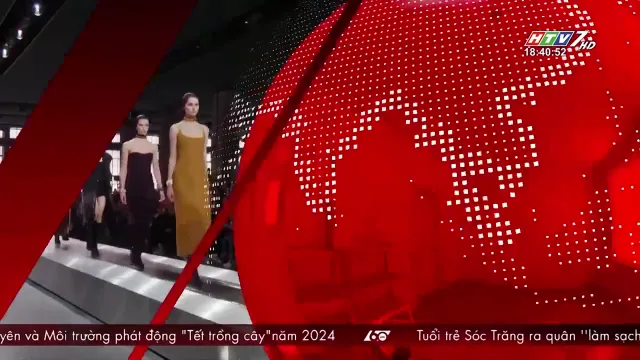 HTV7 HD
18:40:52
yên và Môi trường phát động "Tết trồng cây"năm 2024 60 Tuổi trẻ Sóc Trăng ra quân ''làm sạch